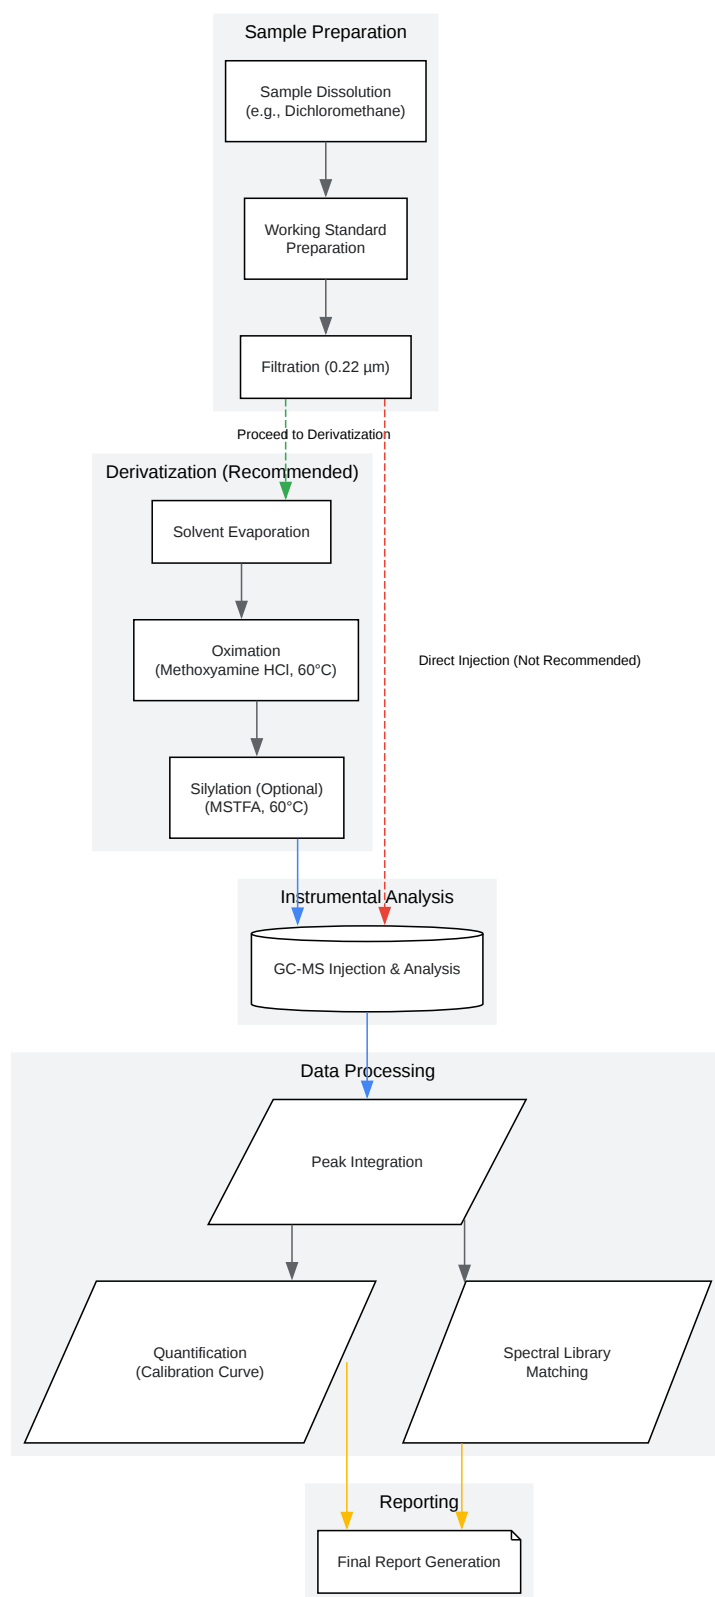 Sample Preparation
Sample Dissolution
(e.g., Dichloromethane)
Working Standard
Preparation
Filtration (0.22 µm)
Proceed to Derivatization
Derivatization (Recommended)
Solvent Evaporation
Oximation
(Methoxyamine HCl, 60°C)
Direct Injection (Not Recommended)
Silylation (Optional)
(MSTFA, 60°C)
Instrumental Analysis
GC-MS Injection & Analysis
Data Processing
Peak Integration
Quantification
(Calibration Curve)
Spectral Library
Matching
Reporting
Final Report Generation